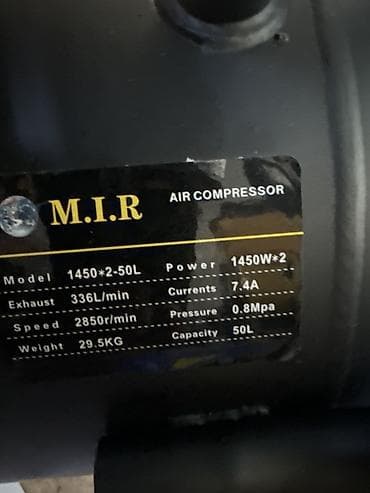 M.I.R AIR COMPRESSOR
Model 1450*2-50L Power 1450W*2
Exhaust 336L/min Currents 7.4A
Speed 2850r/min Pressure 0.8Mpa
Weight 29.5KG Capacity 50L